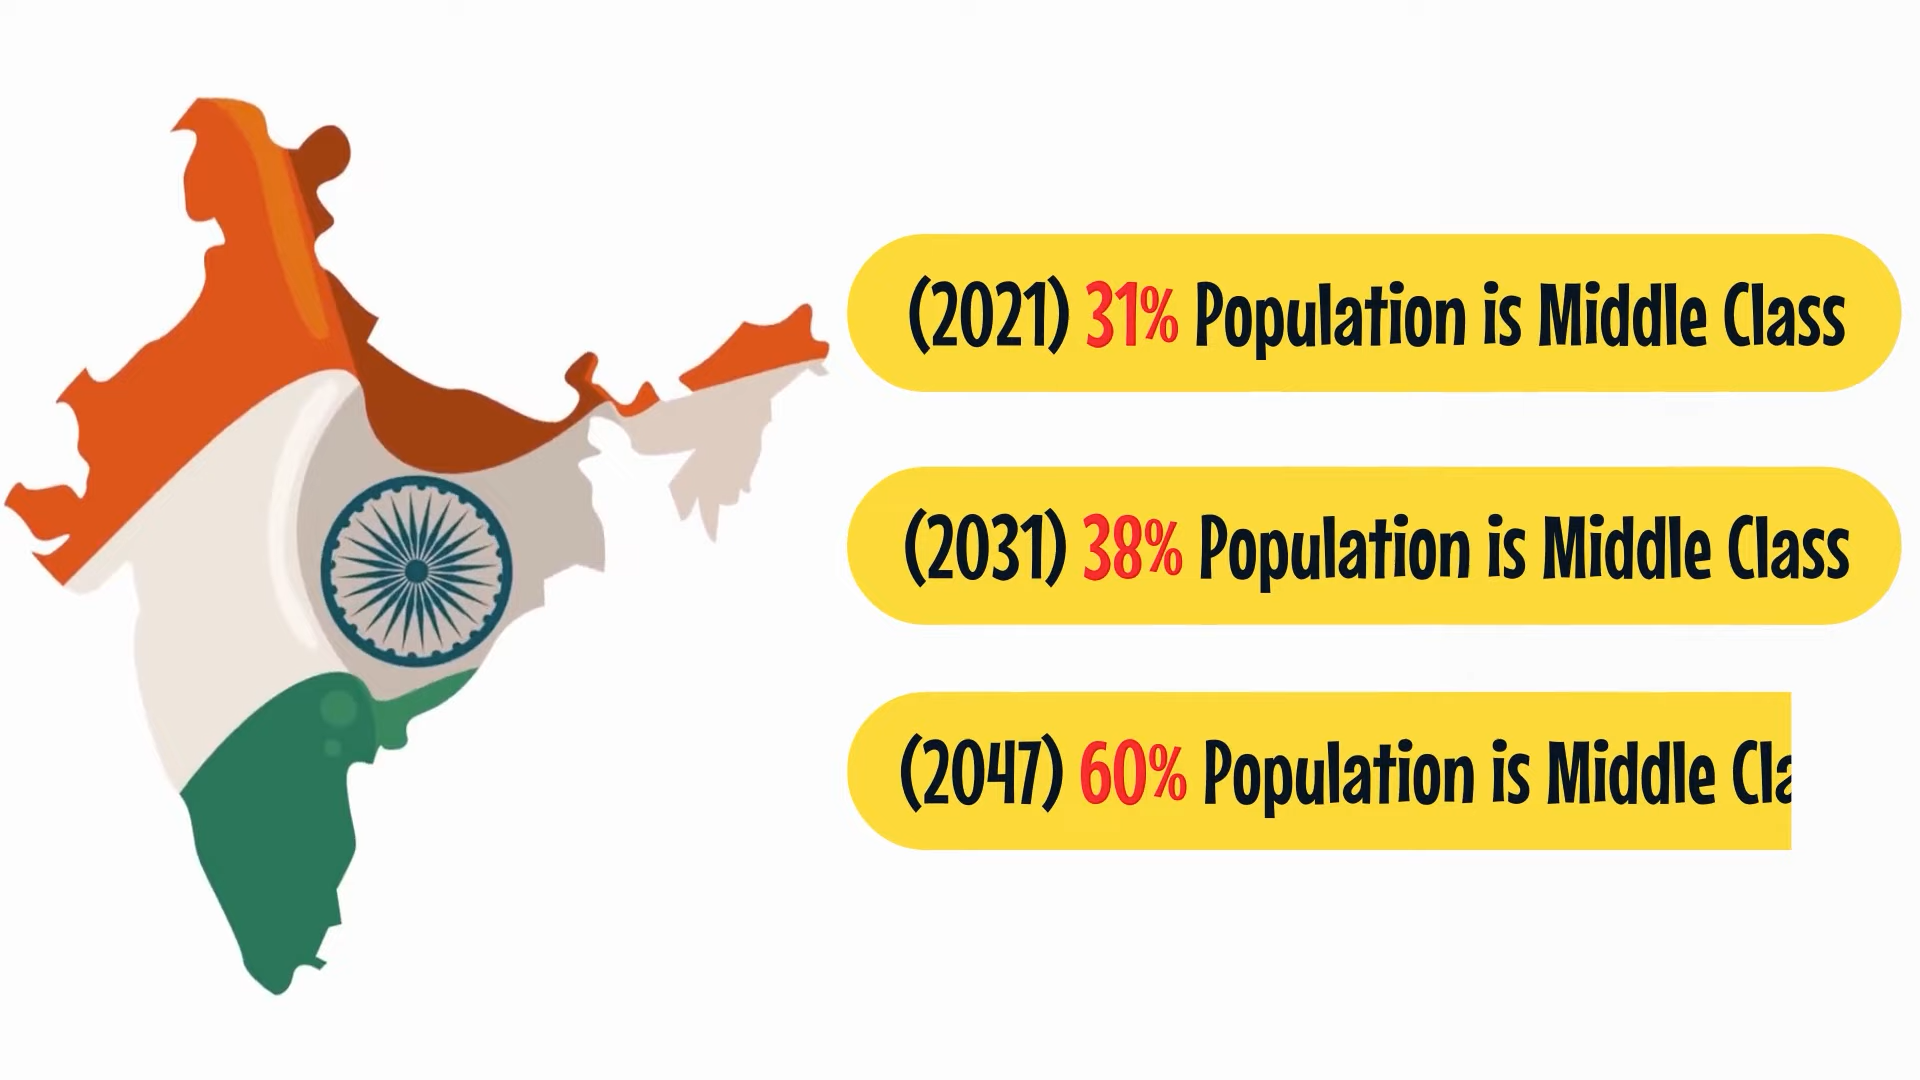 (2021) 31% Population is Middle Class
(2031) 38% Population is Middle Class
(2047) 60% Population is Middle Cla